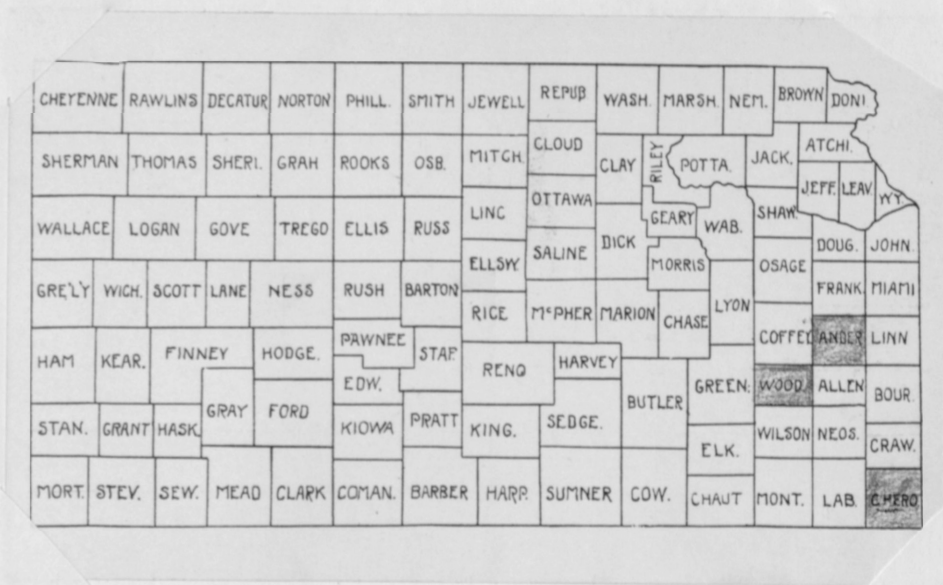 CHEYENNE RAWLINS DECATUR NORTON PHILL. SMITH JEWELL REPUB WASH. MARSH. NEM. BROWN DONI.
SHERMAN THOMAS SHERI. GRAH ROOKS OSB. MITCH. CLOUD CLAY RILEY POTTA. JACK. ATCHI.
JEFF. LEAV. WY.
WALLACE LOGAN GOVE TREGO ELLIS RUSS LINC OTTAWA DICK GEARY WAB. SHAW. DOUG. JOHN.
ELLSW. SALINE MORRIS OSAGE
GRE'L'Y WICH. SCOTT LANE NESS RUSH BARTON RICE McPHER MARION CHASE LYON FRANK. MIAMI
HAM KEAR. FINNEY HODGE. PAWNEE STAF. RENO HARVEY COFFEE ANDER LINN
EDW. BUTLER GREEN. WOOD. ALLEN BOUR.
STAN. GRANT HASK. GRAY FORD KIOWA PRATT KING. SEDGE. ELK. WILSON NEOS. CRAW.
MORT. STEV. SEW. MEAD CLARK COMAN. BARBER HARP. SUMNER COW. CHAUT MONT. LAB. CHERO